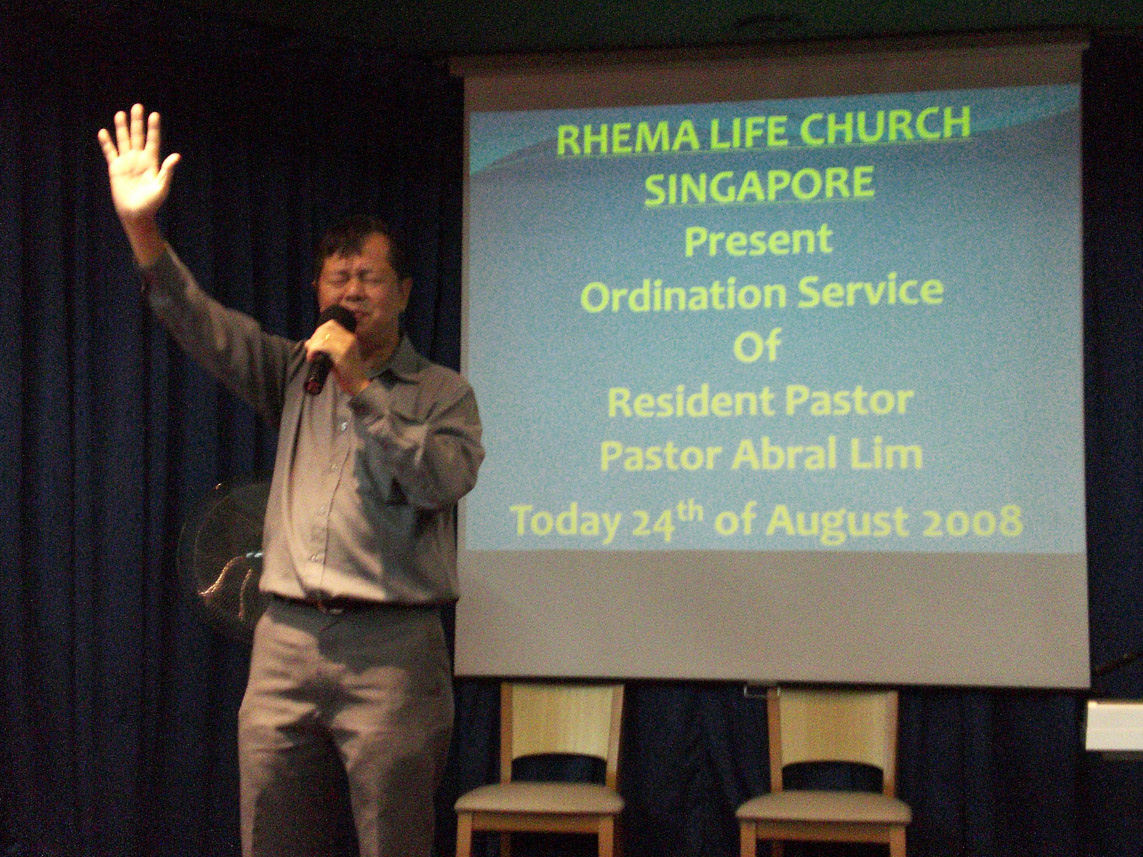 RHEMA LIFE CHURCH
SINGAPORE
Present
Ordination Service
Of
Resident Pastor
Pastor Abral Lim
Today 24th of August 2008